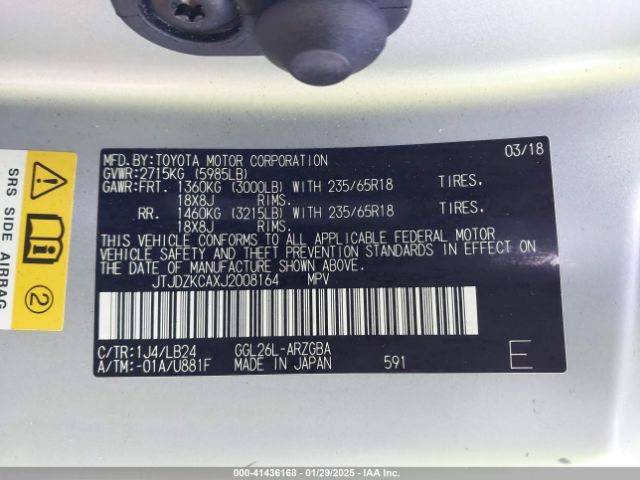 MFD.BY:TOYOTA MOTOR CORPORATION 03/18
GVWR:2715KG (5985LB)
GAWR:FRT. 1360KG (3000LB) WITH 235/65R18 TIRES.
18X8J RIMS.
RR. 1460KG (3215LB) WITH 235/65R18 TIRES.
18X8J RIMS.
THIS VEHICLE CONFORMS TO ALL APPLICABLE FEDERAL MOTOR
VEHICLE SAFETY AND THEFT PREVENTION STANDARDS IN EFFECT ON
THE DATE OF MANUFACTURE SHOWN ABOVE.
JTJDZKCAXJ2008164 MPV
C/TR:1J4/LB24 GGL26L-ARZGBA
A/TM:-01A/U881F MADE IN JAPAN 591 E
SRS SIDE AIRBAG
2
000-41436168 - 01/29/2025 - IAA Inc.